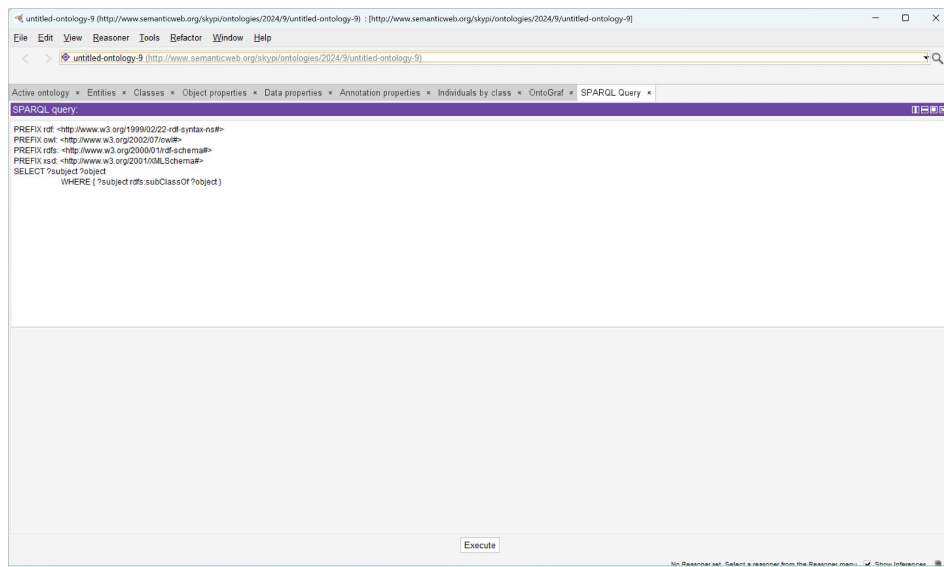 untitled-ontology-9 (http://www.semanticweb.org/skypi/ontologies/2024/9/untitled-ontology-9) : [http://www.semanticweb.org/skypi/ontologies/2024/9/untitled-ontology-9]
File Edit View Reasoner Tools Refactor Window Help
untitled-ontology-9 (http://www.semanticweb.org/skypi/ontologies/2024/9/untitled-ontology-9)
Active ontology × Entities × Classes × Object properties × Data properties × Annotation properties × Individuals by class × OntoGraf × SPARQL Query ×
SPARQL query:
PREFIX rdf: <http://www.w3.org/1999/02/22-rdf-syntax-ns#>
PREFIX owl: <http://www.w3.org/2002/07/owl#>
PREFIX rdfs: <http://www.w3.org/2000/01/rdf-schema#>
PREFIX xsd: <http://www.w3.org/2001/XMLSchema#>
SELECT ?subject ?object
WHERE { ?subject rdfs:subClassOf ?object }
Execute
No Reasoner set. Select a reasoner from the Reasoner menu Show Inferences